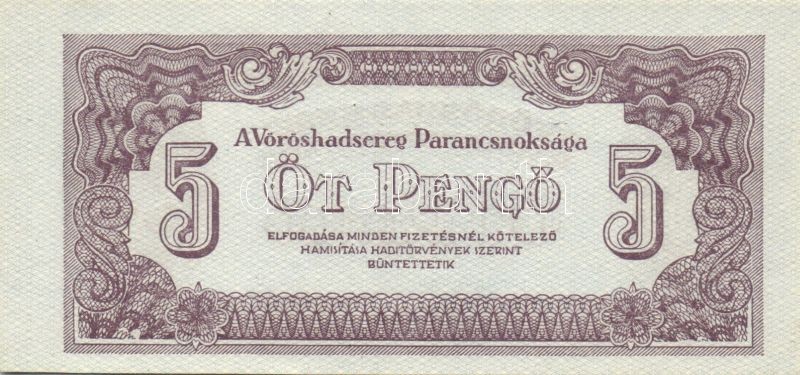 A Vöröshadsereg Parancsnoksága
5 ÖT PENGŐ 5
ELFOGADÁSA MINDEN FIZETÉSNÉL KÖTELEZŐ
HAMISÍTÁSA HADITÖRVÉNYEK SZERINT
BÜNTETTETIK